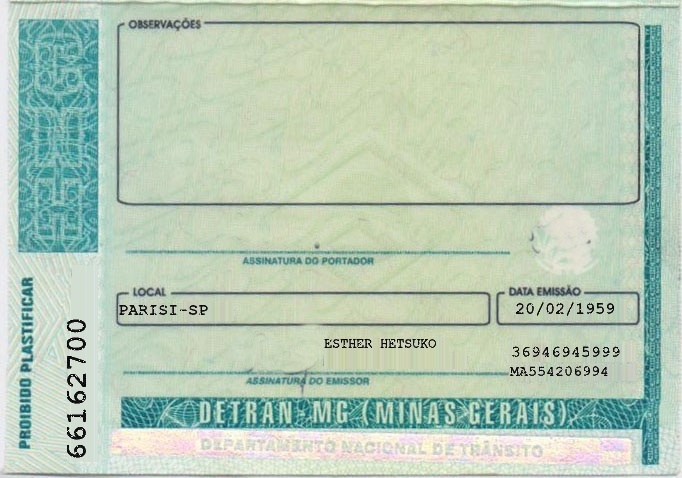 OBSERVAÇÕES
ASSINATURA DO PORTADOR
LOCAL
DATA EMISSÃO
PARISI-SP
20/02/1959
ESTHER HETSUKO
36946945999
MA554206994
ASSINATURA DO EMISSOR
DETRAN-MG (MINAS GERAIS)
DEPARTAMENTO NACIONAL DE TRÂNSITO
PROIBIDO PLASTIFICAR
66162700